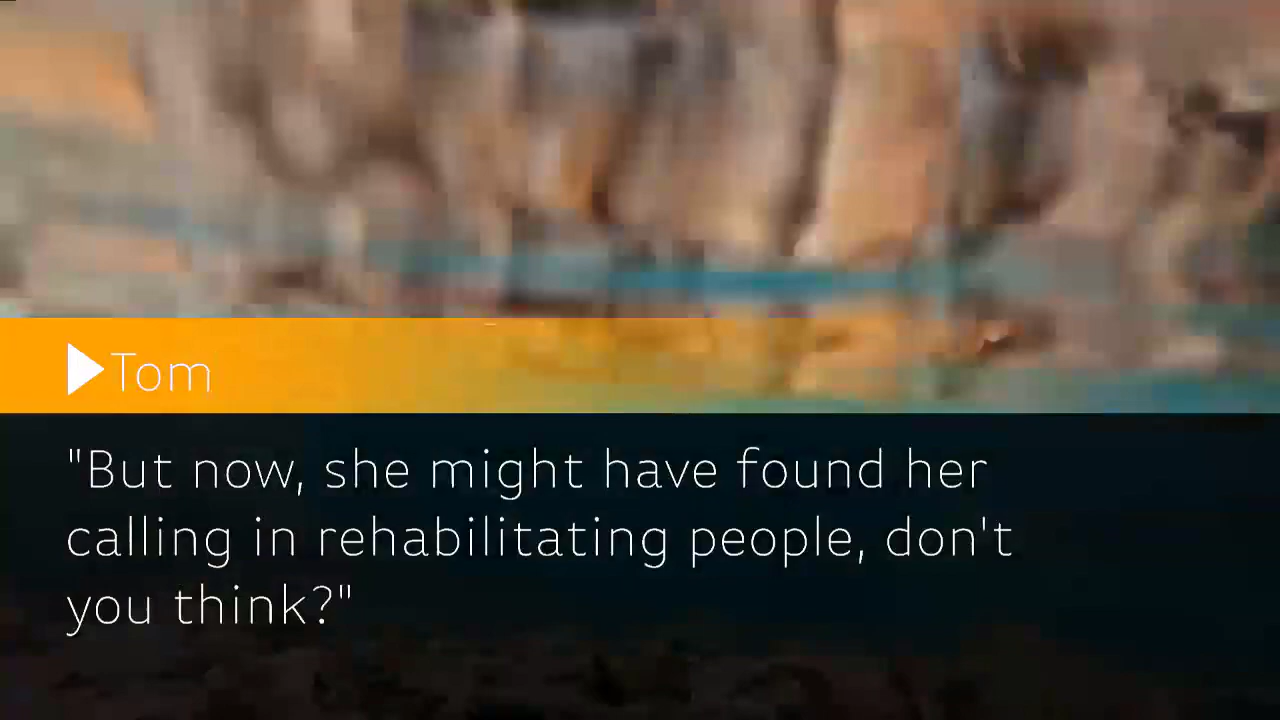 Tom
"But now, she might have found her
calling in rehabilitating people, don't
you think?"